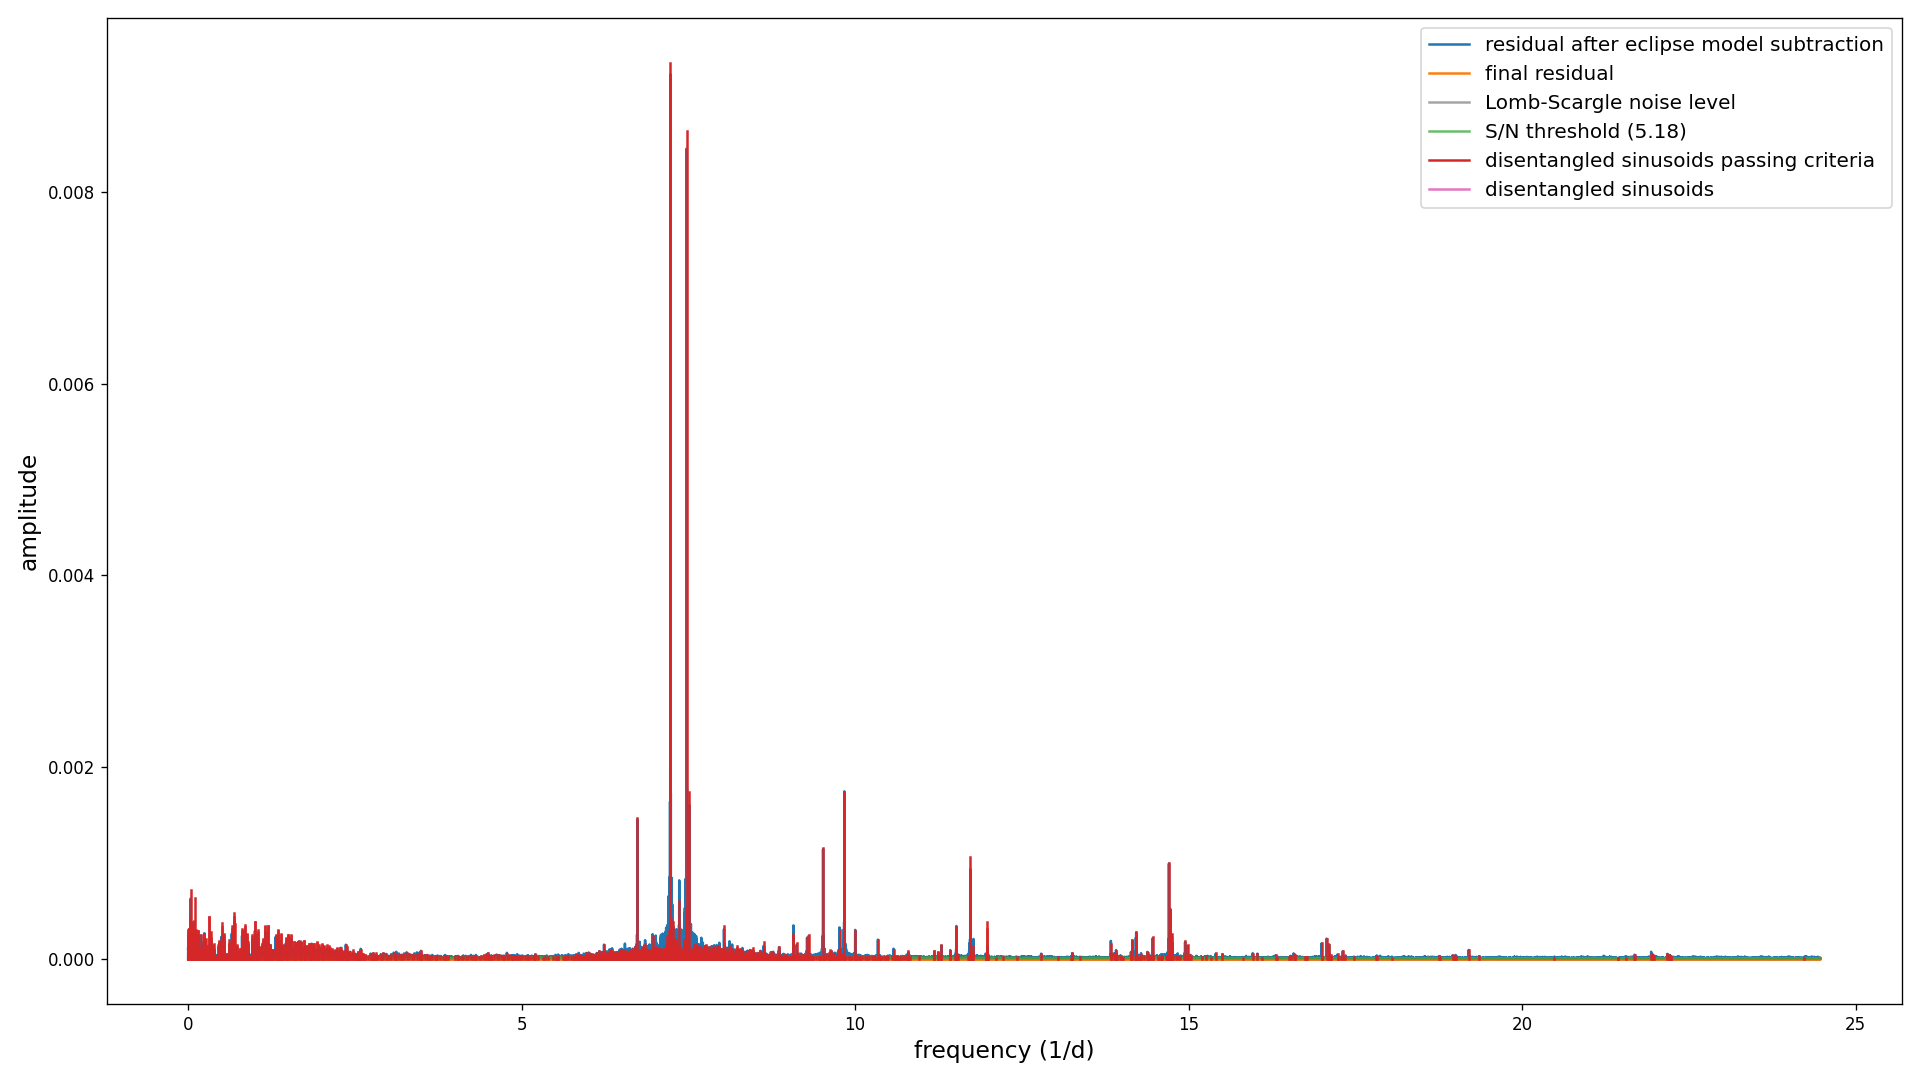 residual after eclipse model subtraction
final residual
Lomb-Scargle noise level
S/N threshold (5.18)
disentangled sinusoids passing criteria
disentangled sinusoids
0.008
0.006
0.004
0.002
0.000
amplitude
0 5 10 15 20 25
frequency (1/d)